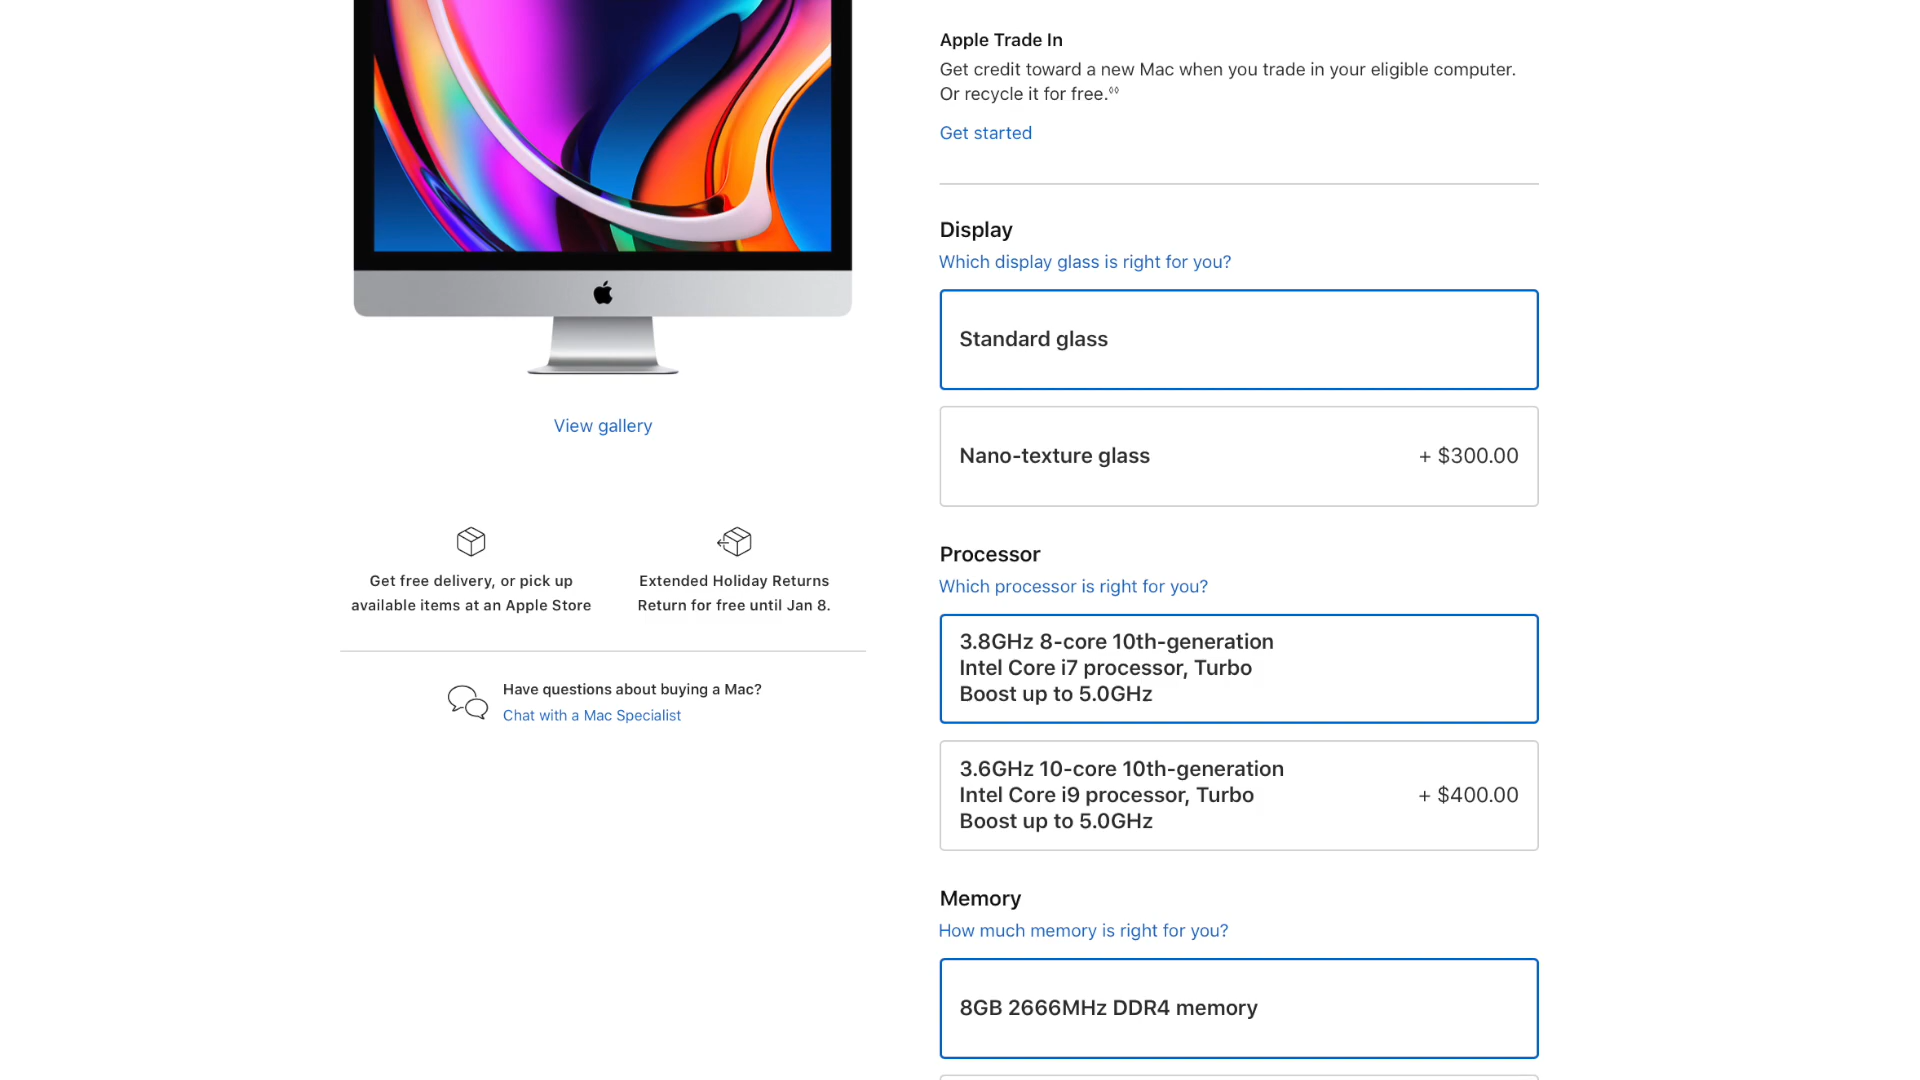 Apple Trade In
Get credit toward a new Mac when you trade in your eligible computer.
Or recycle it for free.◊◊
Get started
Display
Which display glass is right for you?
Standard glass
Nano-texture glass + $300.00
View gallery
Get free delivery, or pick up
available items at an Apple Store
Extended Holiday Returns
Return for free until Jan 8.
Have questions about buying a Mac?
Chat with a Mac Specialist
Processor
Which processor is right for you?
3.8GHz 8-core 10th-generation
Intel Core i7 processor, Turbo
Boost up to 5.0GHz
3.6GHz 10-core 10th-generation
Intel Core i9 processor, Turbo + $400.00
Boost up to 5.0GHz
Memory
How much memory is right for you?
8GB 2666MHz DDR4 memory